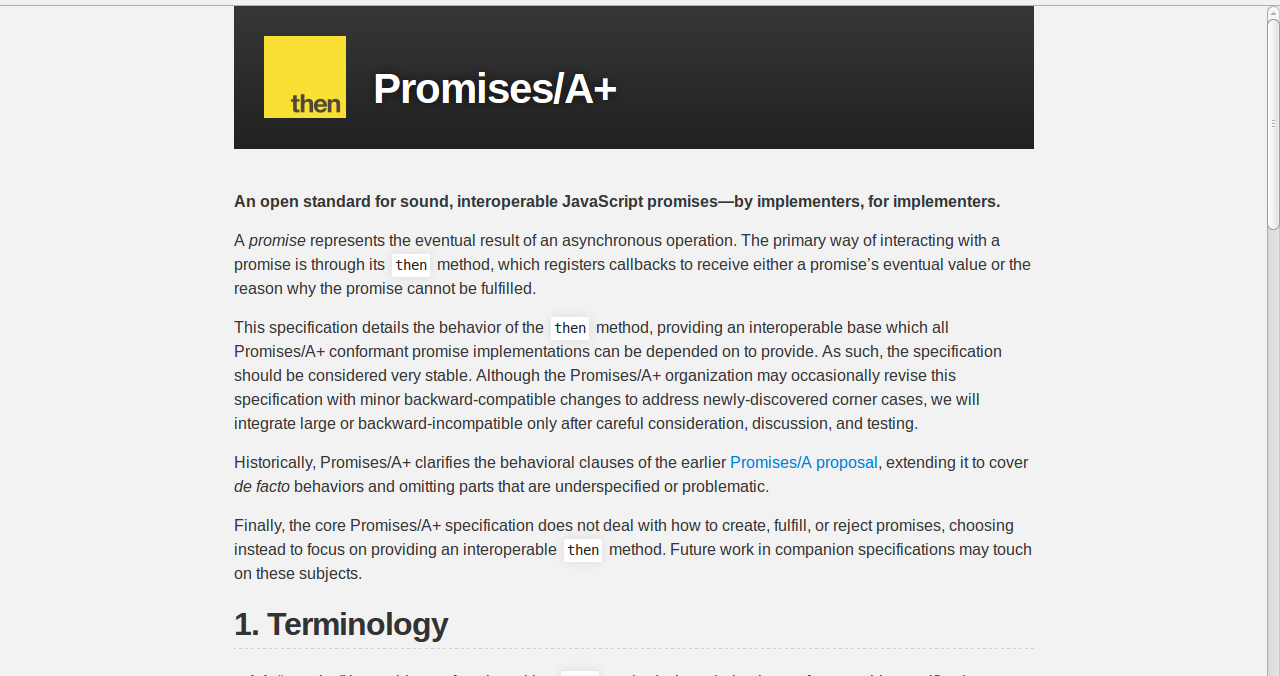 then
Promises/A+
An open standard for sound, interoperable JavaScript promises—by implementers, for implementers.
A promise represents the eventual result of an asynchronous operation. The primary way of interacting with a
promise is through its then method, which registers callbacks to receive either a promise’s eventual value or the
reason why the promise cannot be fulfilled.
This specification details the behavior of the then method, providing an interoperable base which all
Promises/A+ conformant promise implementations can be depended on to provide. As such, the specification
should be considered very stable. Although the Promises/A+ organization may occasionally revise this
specification with minor backward-compatible changes to address newly-discovered corner cases, we will
integrate large or backward-incompatible only after careful consideration, discussion, and testing.
Historically, Promises/A+ clarifies the behavioral clauses of the earlier Promises/A proposal, extending it to cover
de facto behaviors and omitting parts that are underspecified or problematic.
Finally, the core Promises/A+ specification does not deal with how to create, fulfill, or reject promises, choosing
instead to focus on providing an interoperable then method. Future work in companion specifications may touch
on these subjects.
1. Terminology